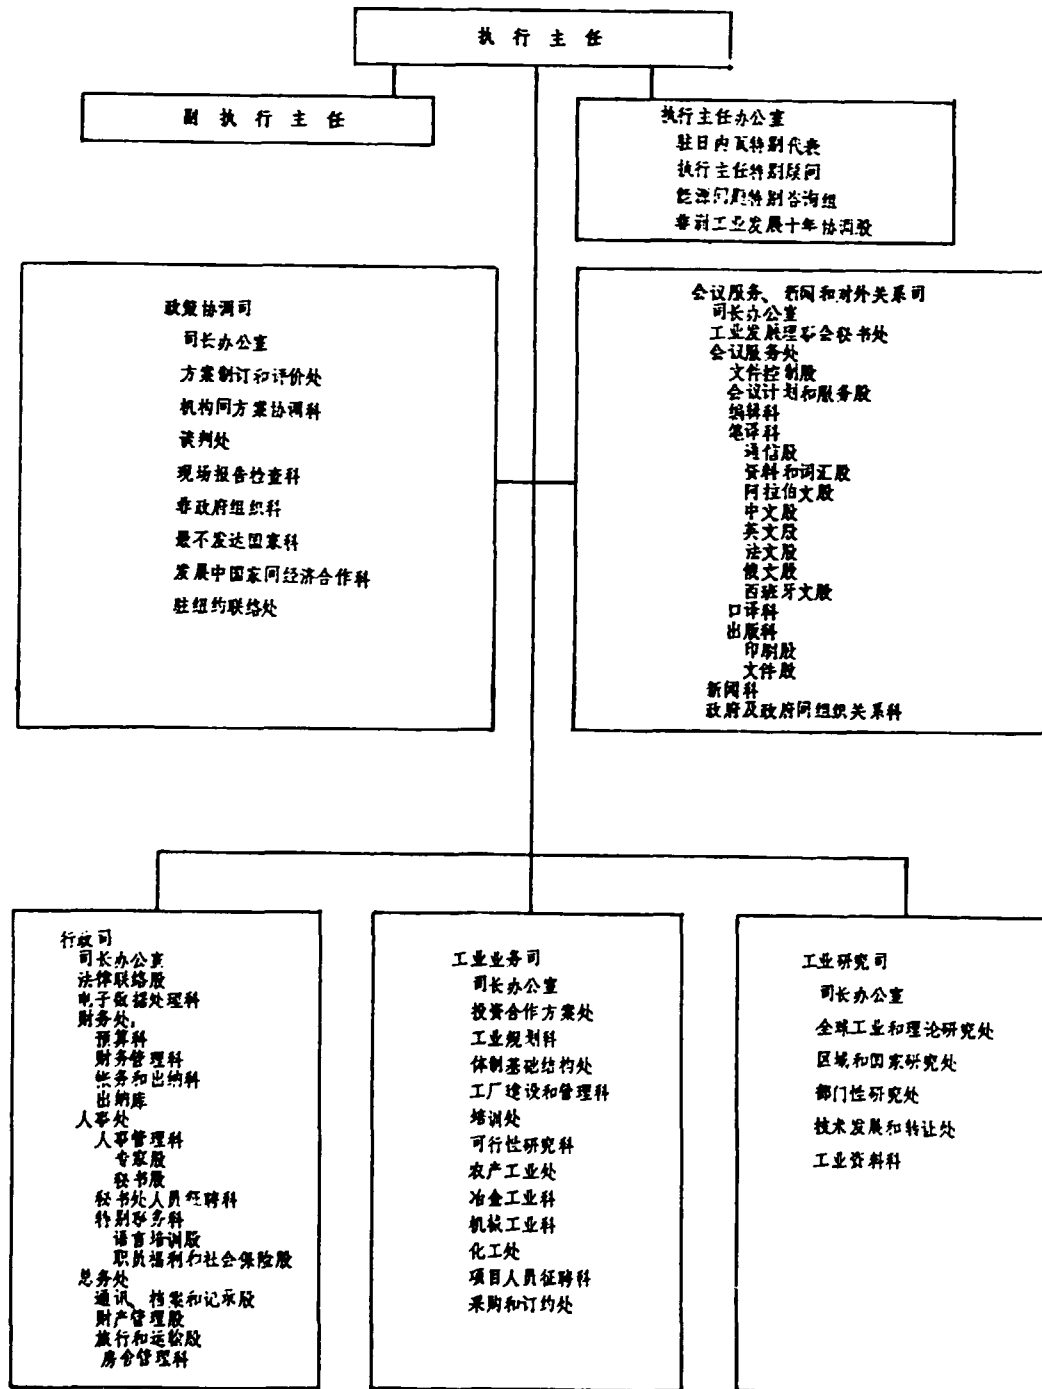 执行主任
副执行主任
执行主任办公室
驻日内瓦特别代表
执行主任特别顾问
能源问题特别咨询组
非洲工业发展十年协调股
政策协调司
司长办公室
方案制订和评价处
机构间方案协调科
谈判处
现场报告检查科
非政府组织科
最不发达国家科
发展中国家间经济合作科
驻纽约联络处
会议服务、新闻和对外关系司
司长办公室
工业发展理事会秘书处
会议服务处
文件控制股
会议计划和服务股
编辑科
笔译科
通信股
资料和词汇股
阿拉伯文股
中文股
英文股
法文股
俄文股
西班牙文股
口译科
出版科
印刷股
文件股
新闻科
政府及政府间组织关系科
行政司
司长办公室
法律联络股
电子数据处理科
财务处
预算科
财务管理科
帐务和出纳科
出纳库
人事处
人事管理科
专家股
秘书股
秘书处人员征聘科
特别事务科
语言培训股
职员福利和社会保险股
总务处
通讯、档案和记录股
财产管理股
旅行和运输股
房舍管理科
工业业务司
司长办公室
投资合作方案处
工业规划科
体制基础结构处
工厂建设和管理科
培训处
可行性研究科
农产工业处
冶金工业科
机械工业科
化工处
项目人员征聘科
采购和订约处
工业研究司
司长办公室
全球工业和理论研究处
区域和国家研究处
部门性研究处
技术发展和转让处
工业资料科